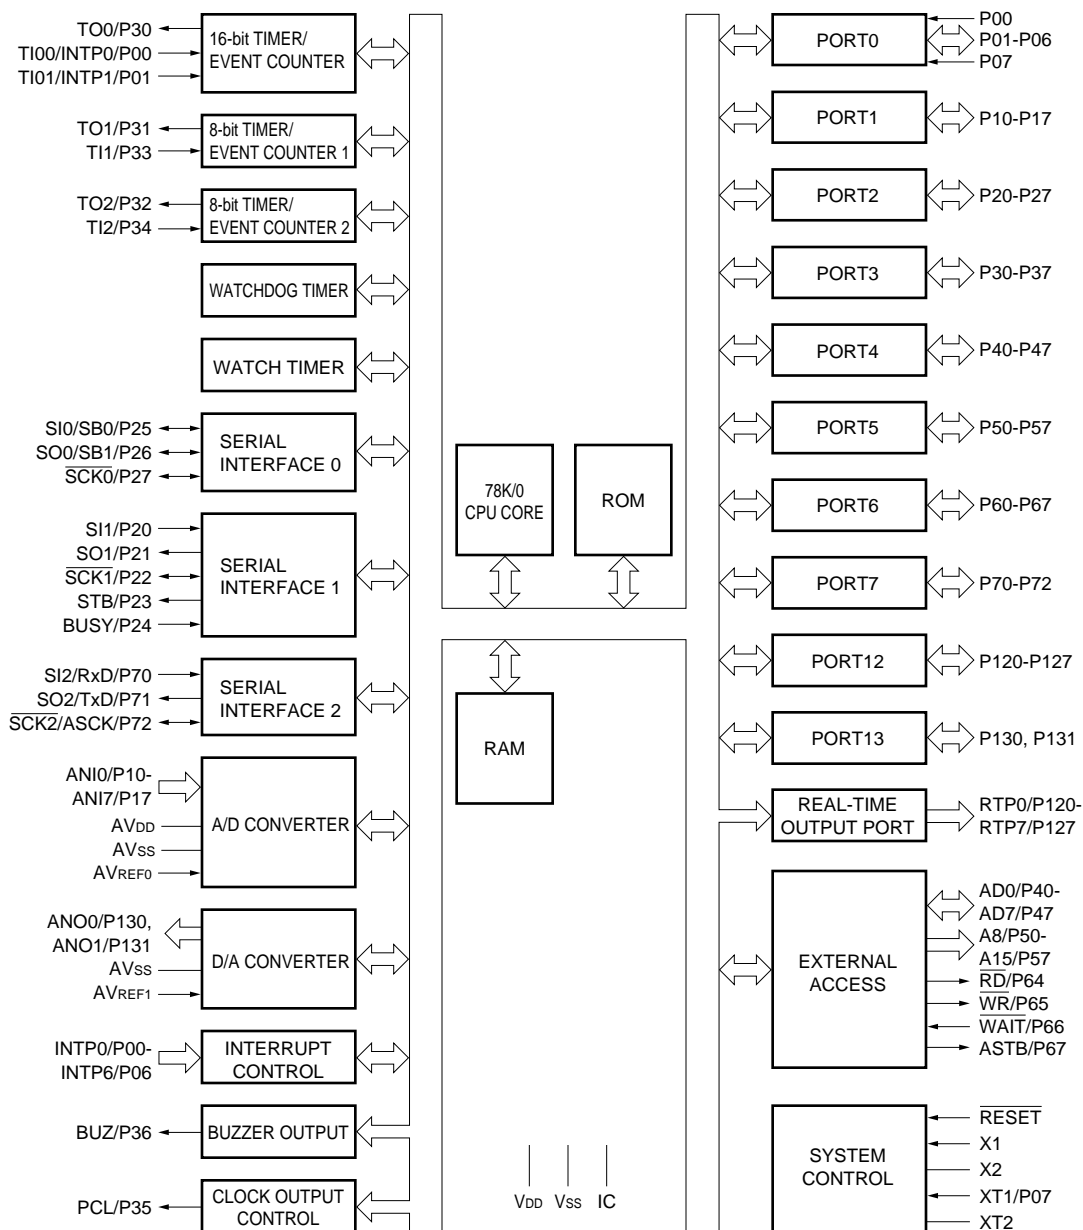 TO0/P30
TI00/INTP0/P00
TI01/INTP1/P01
16-bit TIMER/
EVENT COUNTER
TO1/P31
TI1/P33
8-bit TIMER/
EVENT COUNTER 1
TO2/P32
TI2/P34
8-bit TIMER/
EVENT COUNTER 2
WATCHDOG TIMER
WATCH TIMER
SI0/SB0/P25
SO0/SB1/P26
SCK0/P27
SERIAL
INTERFACE 0
SI1/P20
SO1/P21
SCK1/P22
STB/P23
BUSY/P24
SERIAL
INTERFACE 1
SI2/RxD/P70
SO2/TxD/P71
SCK2/ASCK/P72
SERIAL
INTERFACE 2
ANI0/P10-
ANI7/P17
AVDD
AVSS
AVREF0
A/D CONVERTER
ANO0/P130,
ANO1/P131
AVSS
AVREF1
D/A CONVERTER
INTP0/P00-
INTP6/P06
INTERRUPT
CONTROL
BUZ/P36
BUZZER OUTPUT
PCL/P35
CLOCK OUTPUT
CONTROL
78K/0
CPU CORE
ROM
RAM
VDD
VSS
IC
PORT0
P00
P01-P06
P07
PORT1
P10-P17
PORT2
P20-P27
PORT3
P30-P37
PORT4
P40-P47
PORT5
P50-P57
PORT6
P60-P67
PORT7
P70-P72
PORT12
P120-P127
PORT13
P130, P131
REAL-TIME
OUTPUT PORT
RTP0/P120-
RTP7/P127
EXTERNAL
ACCESS
AD0/P40-
AD7/P47
A8/P50-
A15/P57
RD/P64
WR/P65
WAIT/P66
ASTB/P67
SYSTEM
CONTROL
RESET
X1
X2
XT1/P07
XT2